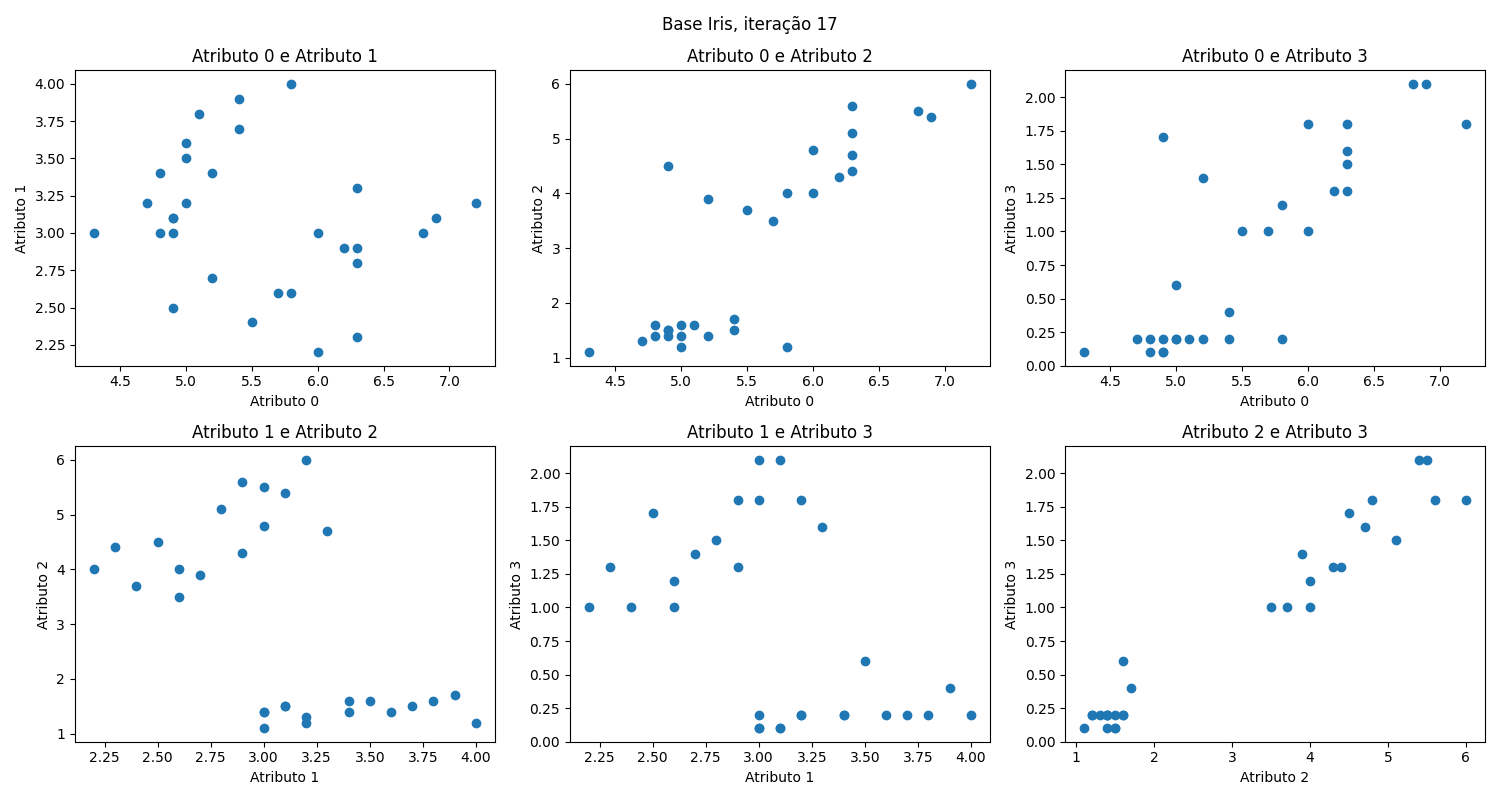 Base Iris, iteração 17
Atributo 0 e Atributo 1
4.00
3.75
3.50
3.25
3.00
2.75
2.50
2.25
Atributo 1
4.5 5.0 5.5 6.0 6.5 7.0
Atributo 0
Atributo 0 e Atributo 2
6
5
4
3
2
1
Atributo 2
4.5 5.0 5.5 6.0 6.5 7.0
Atributo 0
Atributo 0 e Atributo 3
2.00
1.75
1.50
1.25
1.00
0.75
0.50
0.25
0.00
Atributo 3
4.5 5.0 5.5 6.0 6.5 7.0
Atributo 0
Atributo 1 e Atributo 2
6
5
4
3
2
1
Atributo 2
2.25 2.50 2.75 3.00 3.25 3.50 3.75 4.00
Atributo 1
Atributo 1 e Atributo 3
2.00
1.75
1.50
1.25
1.00
0.75
0.50
0.25
0.00
Atributo 3
2.25 2.50 2.75 3.00 3.25 3.50 3.75 4.00
Atributo 1
Atributo 2 e Atributo 3
2.00
1.75
1.50
1.25
1.00
0.75
0.50
0.25
0.00
Atributo 3
1 2 3 4 5 6
Atributo 2